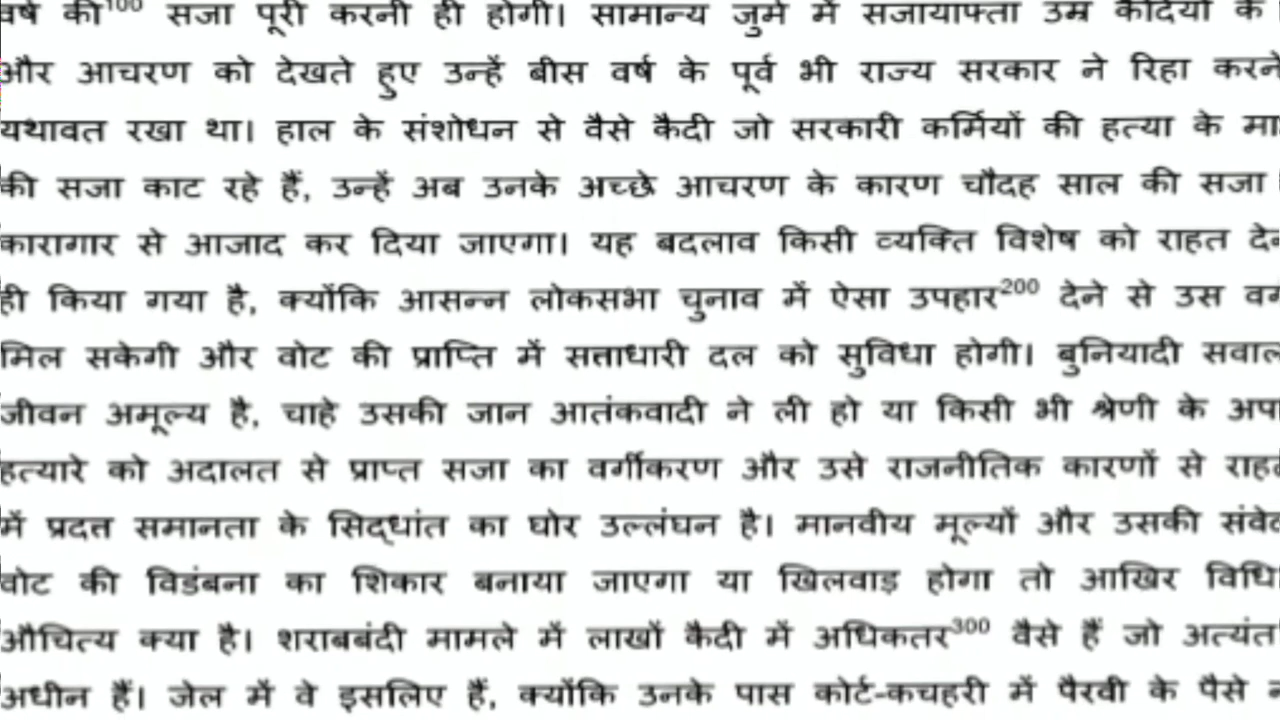 वर्ष की100 सजा पूरी करनी ही होगी। सामान्य जुर्म में सजायाफ्ता उम्र कैदियों के
और आचरण को देखते हुए उन्हें बीस वर्ष के पूर्व भी राज्य सरकार ने रिहा करने
यथावत रखा था। हाल के संशोधन से वैसे कैदी जो सरकारी कर्मियों की हत्या के
की सजा काट रहे हैं, उन्हें अब उनके अच्छे आचरण के कारण चौदह साल की सजा
कारागार से आजाद कर दिया जाएगा। यह बदलाव किसी व्यक्ति विशेष को राहत
ही किया गया है, क्योंकि आसन्न लोकसभा चुनाव में ऐसा उपहार200 देने से उस
मिल सकेगी और वोट की प्राप्ति में सत्ताधारी दल को सुविधा होगी। बुनियादी सवाल
जीवन अमूल्य है, चाहे उसकी जान आतंकवादी ने ली हो या किसी भी श्रेणी के
हत्यारे को अदालत से प्राप्त सजा का वर्गीकरण और उसे राजनीतिक कारणों से
में प्रदत्त समानता के सिद्धांत का घोर उल्लंघन है। मानवीय मूल्यों और उसकी
वोट की विडंबना का शिकार बनाया जाएगा या खिलवाड़ होगा तो आखिर
औचित्य क्या है। शराबबंदी मामले में लाखों कैदी में अधिकतर300 वैसे हैं जो अत्यंत
अधीन हैं। जेल में वे इसलिए हैं, क्योंकि उनके पास कोर्ट-कचहरी में पैरवी के पैसे